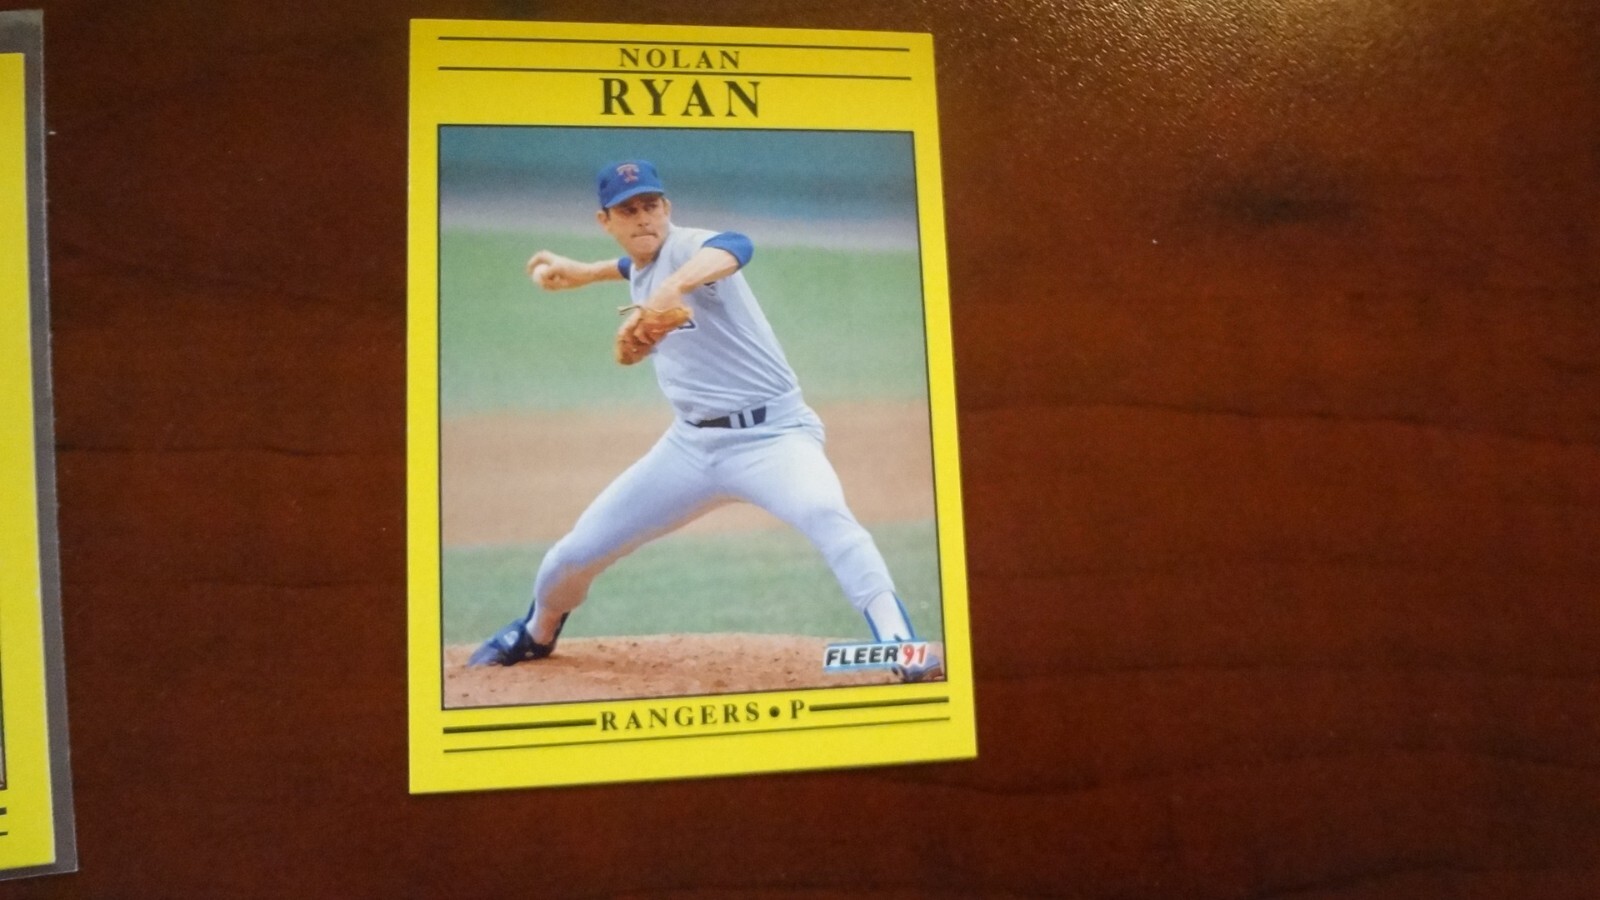 NOLAN
RYAN
T
FLEER '91
RANGERS • P